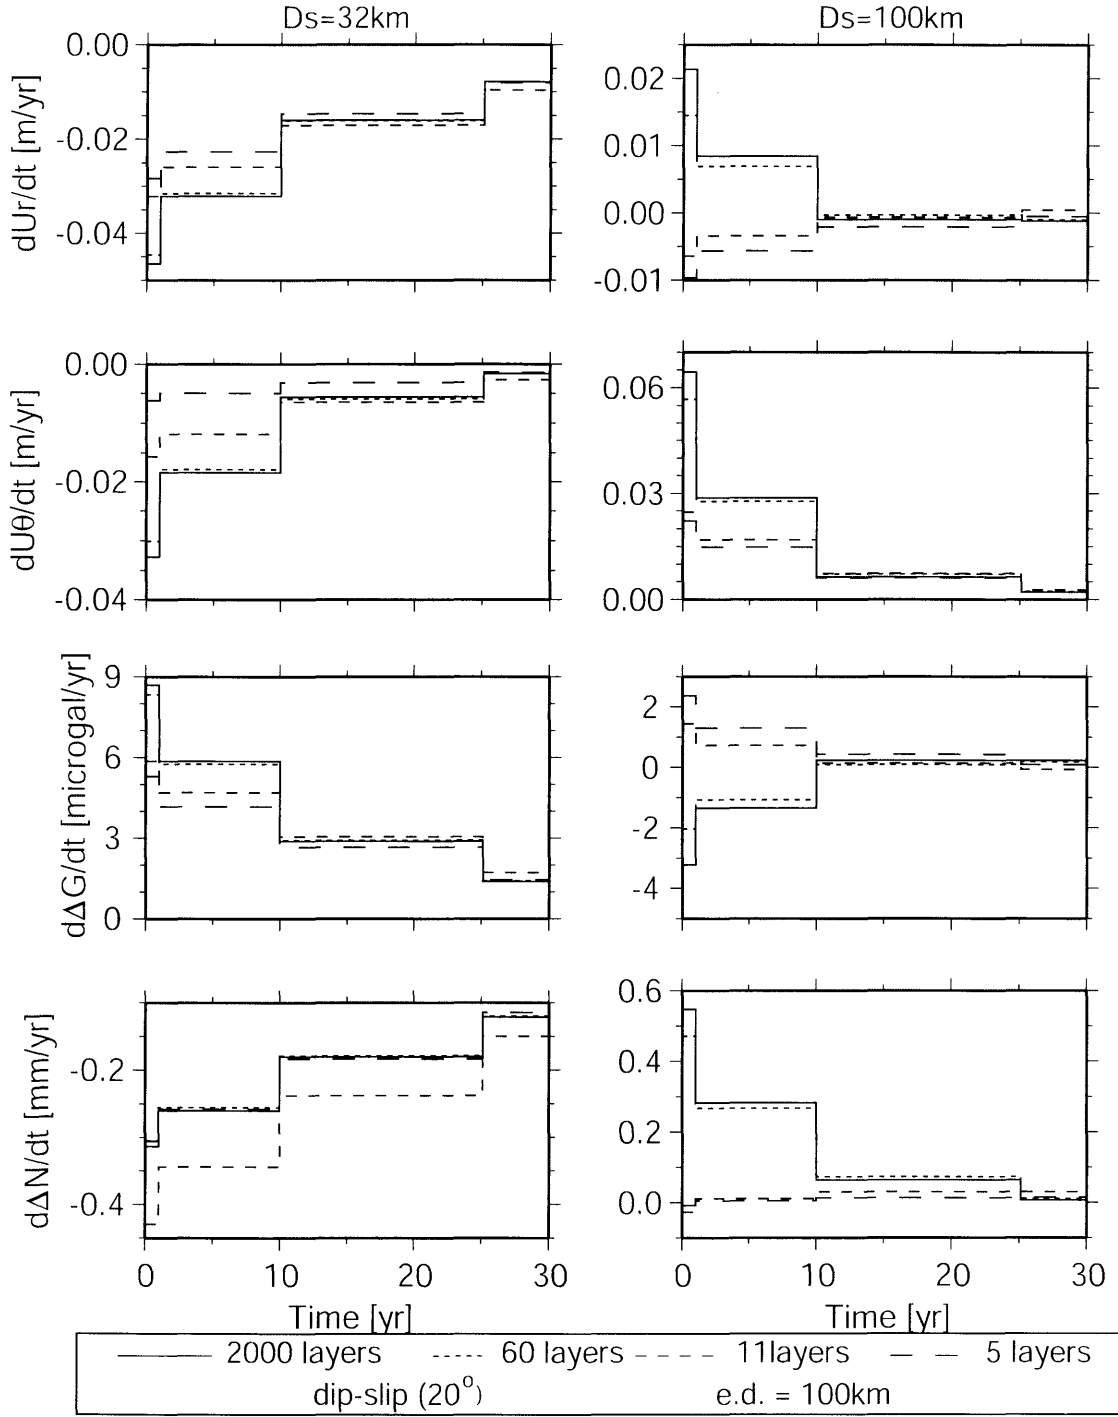 Ds=32km
Ds=100km
0.00
-0.02
-0.04
dUr/dt [m/yr]
0.02
0.01
0.00
-0.01
0.00
-0.02
-0.04
dUθ/dt [m/yr]
0.06
0.03
0.00
9
6
3
0
dΔG/dt [microgal/yr]
2
0
-2
-4
-0.2
-0.4
dΔN/dt [mm/yr]
0.6
0.4
0.2
0.0
0 10 20 30
0 10 20 30
Time [yr]
Time [yr]
2000 layers 60 layers 11layers 5 layers
dip-slip (20°) e.d. = 100km